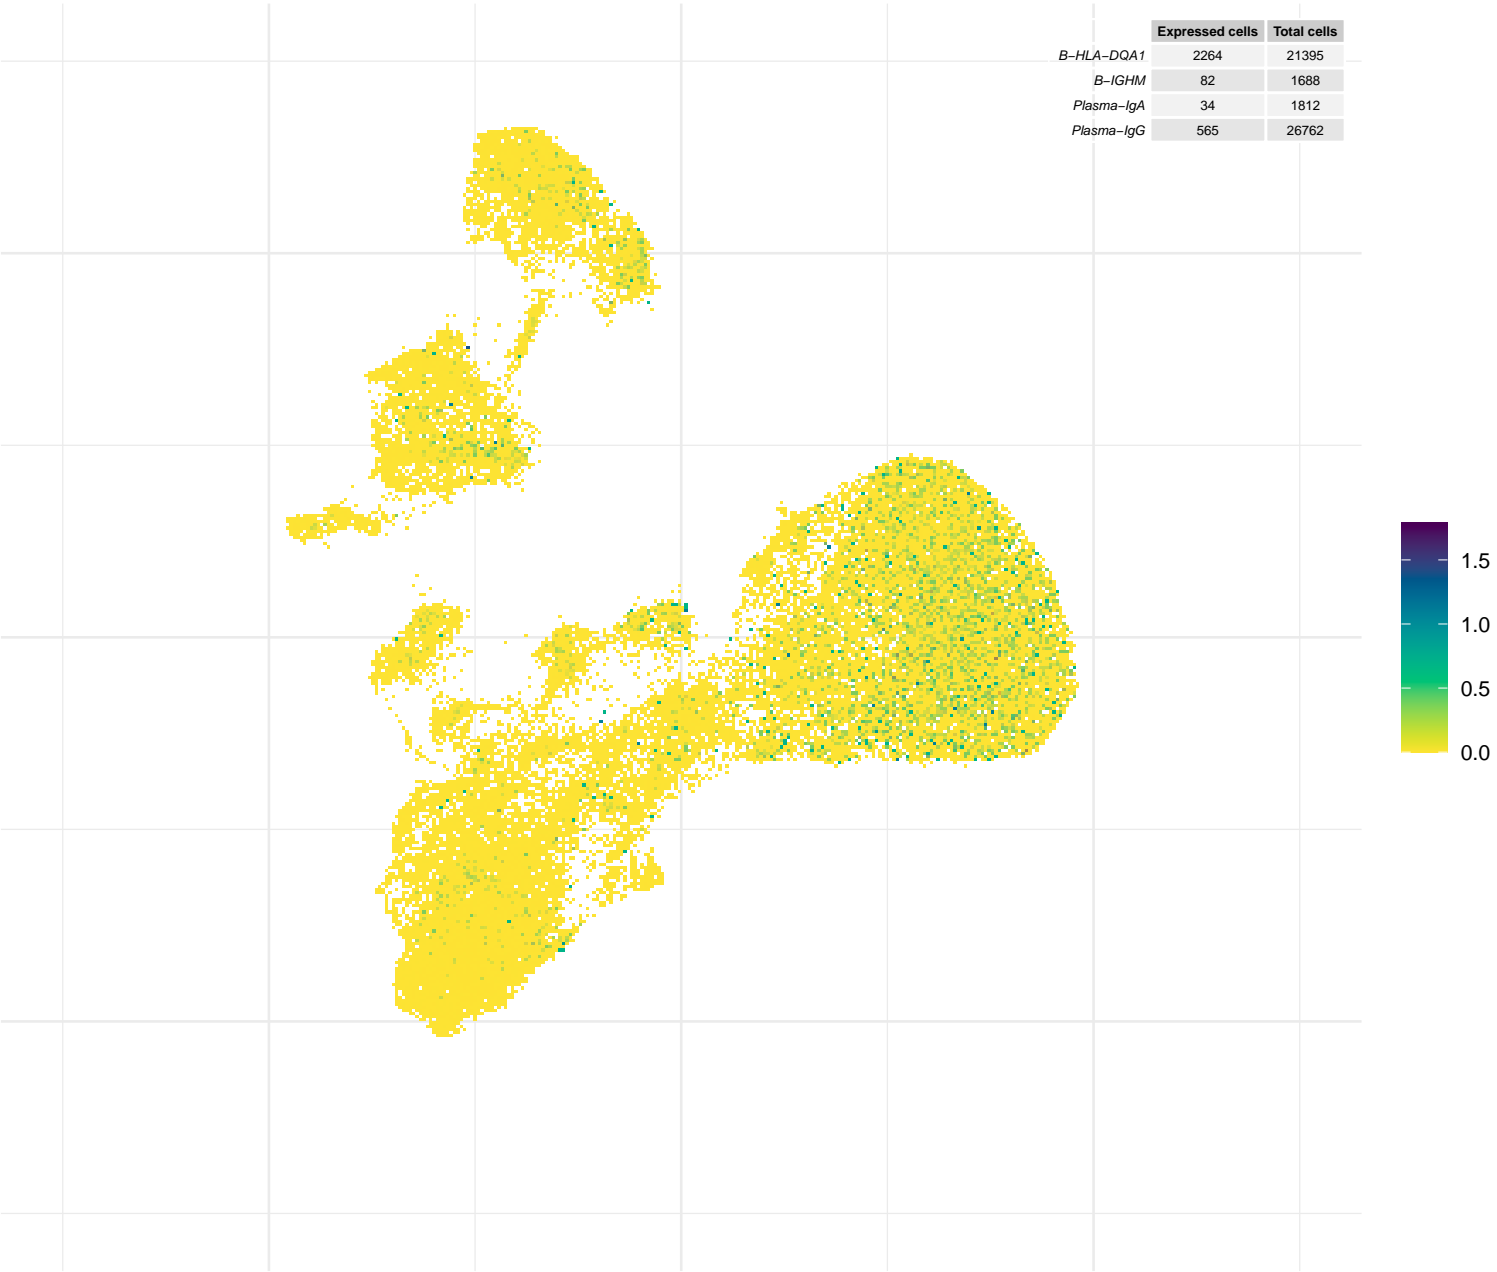 Expressed cells Total cells
B−HLA−DQA1 2264 21395
B−IGHM 82 1688
Plasma−IgA 34 1812
Plasma−IgG 565 26762
1.5
1.0
0.5
0.0